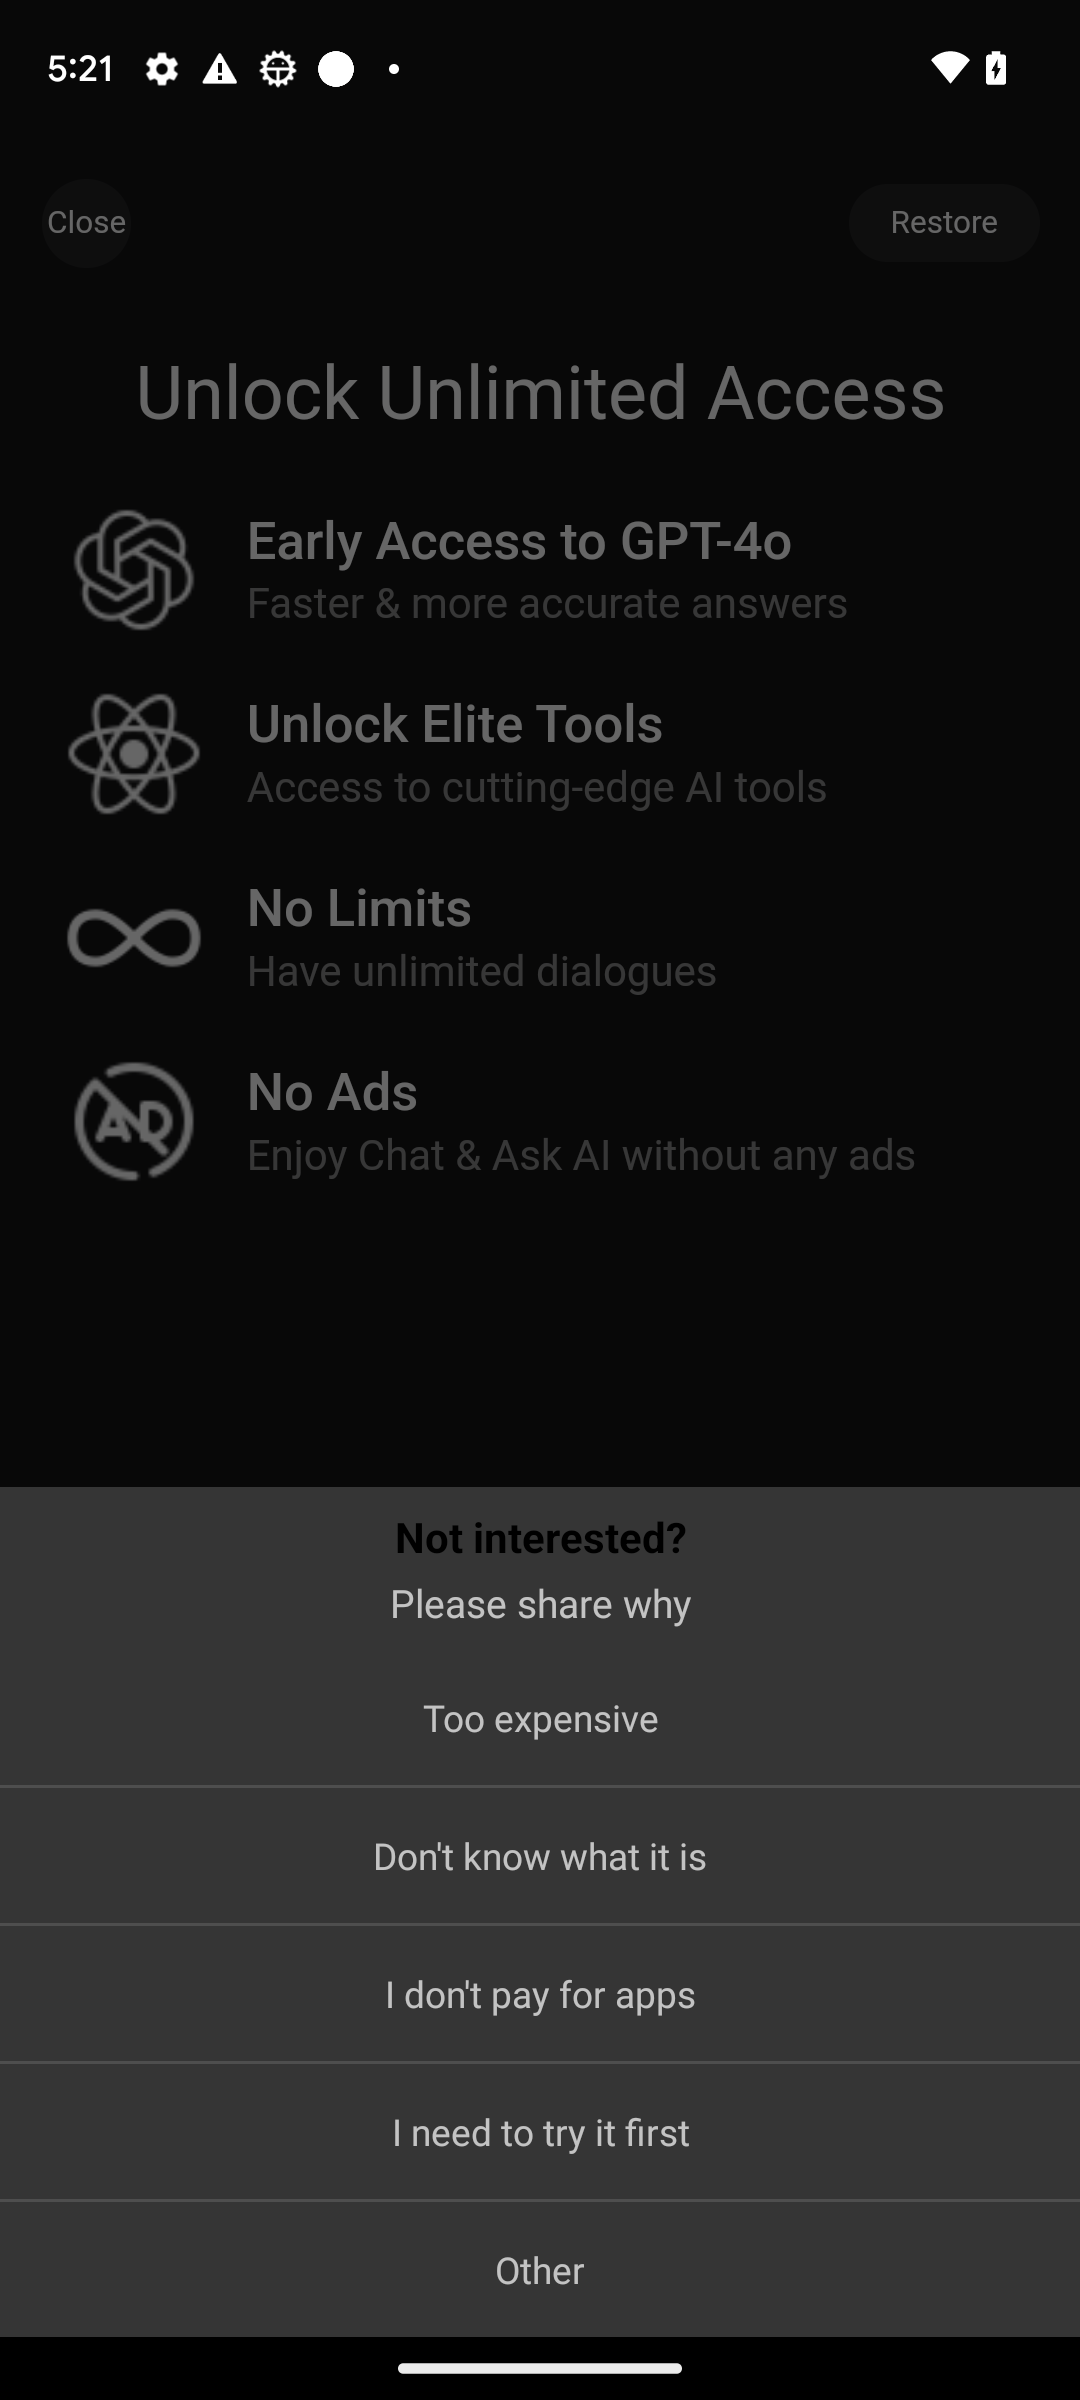 5:21
Close
Restore
Unlock Unlimited Access
Early Access to GPT-4o
Faster & more accurate answers
Unlock Elite Tools
Access to cutting-edge AI tools
No Limits
Have unlimited dialogues
AD
No Ads
Enjoy Chat & Ask AI without any ads
Not interested?
Please share why
Too expensive
Don't know what it is
I don't pay for apps
I need to try it first
Other